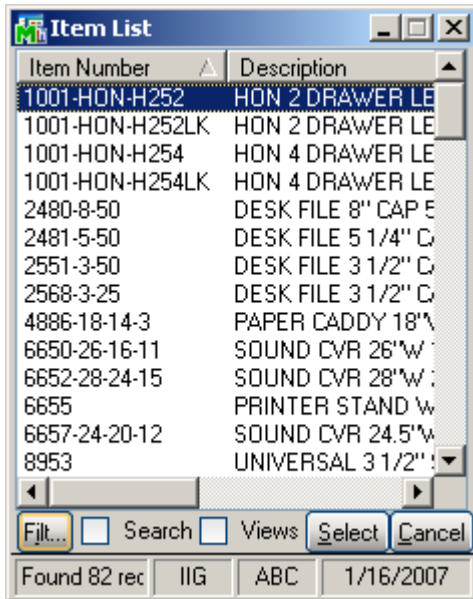 Item List
Item Number Description
1001-HON-H252 HON 2 DRAWER LE
1001-HON-H252LK HON 2 DRAWER LE
1001-HON-H254 HON 4 DRAWER LE
1001-HON-H254LK HON 4 DRAWER LE
2480-8-50 DESK FILE 8" CAP 5
2481-5-50 DESK FILE 5 1/4" CA
2551-3-50 DESK FILE 3 1/2" CA
2568-3-25 DESK FILE 3 1/2" CA
4886-18-14-3 PAPER CADDY 18"W
6650-26-16-11 SOUND CVR 26"W
6652-28-24-15 SOUND CVR 28"W
6655 PRINTER STAND W
6657-24-20-12 SOUND CVR 24.5"W
8953 UNIVERSAL 3 1/2"
Filt... Search Views Select Cancel
Found 82 rec IIG ABC 1/16/2007